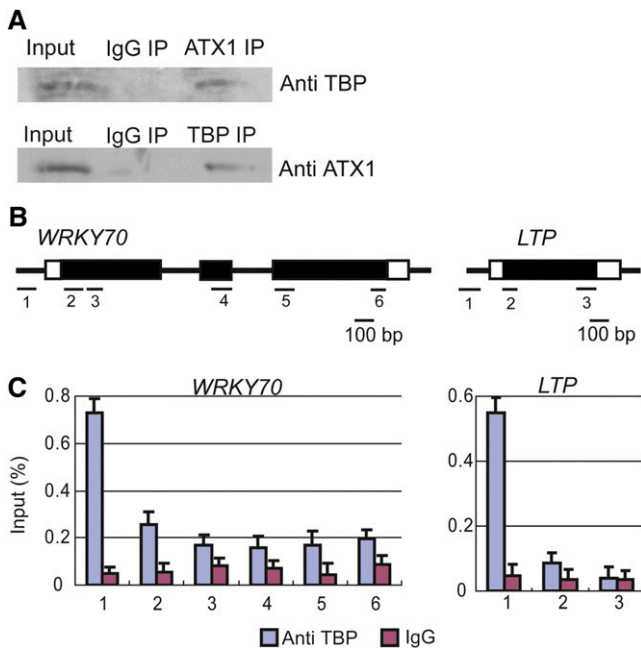 A
Input IgG IP ATX1 IP
Anti TBP
Input IgG IP TBP IP
Anti ATX1
B
WRKY70 LTP
1 2 3 4 5 6 1 2 3
100 bp 100 bp
C
WRKY70 LTP
Input (%)
0.8 0.6
0.6
0.4 0.4
0.2 0.2
0 0
1 2 3 4 5 6 1 2 3
Anti TBP IgG